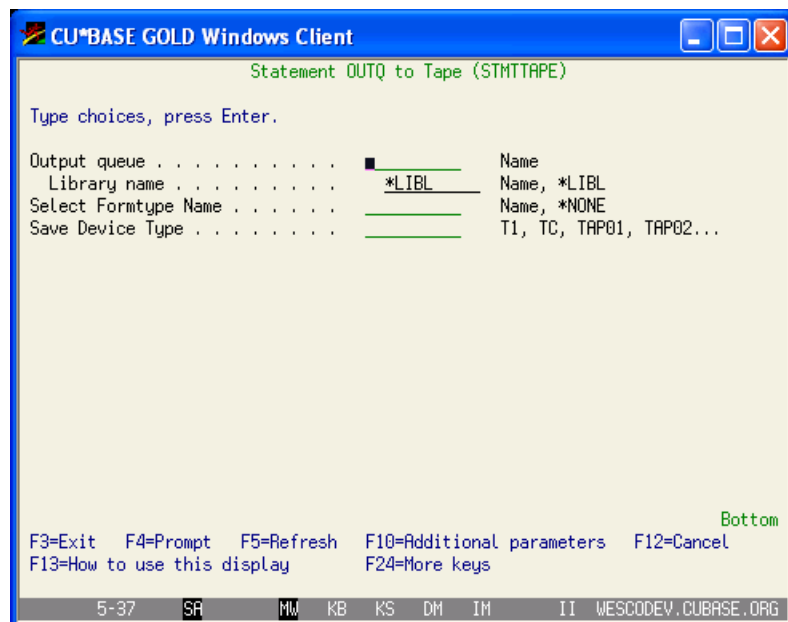 CU*BASE GOLD Windows Client
Statement OUTQ to Tape (STMTTAPE)
Type choices, press Enter.
Output queue . . . . . . . . . . Name
Library name . . . . . . . . . *LIBL Name, *LIBL
Select Formtype Name . . . . . . Name, *NONE
Save Device Type . . . . . . . . T1, TC, TAP01, TAP02...
Bottom
F3=Exit F4=Prompt F5=Refresh F10=Additional parameters F12=Cancel
F13=How to use this display F24=More keys
5-37 SA MW KB KS DM IM II WESCODEV.CUBASE.ORG